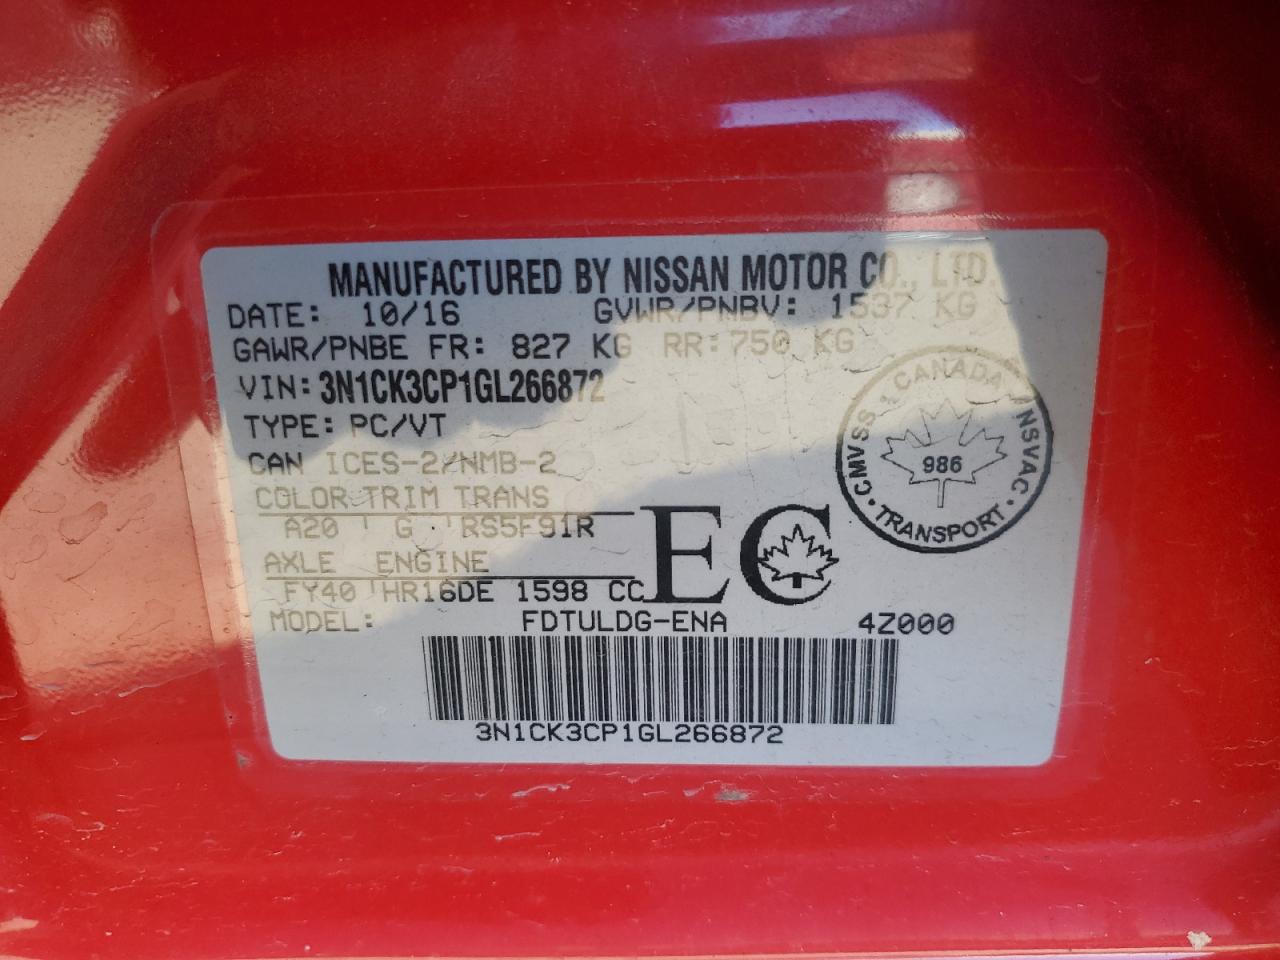 MANUFACTURED BY NISSAN MOTOR CO., LTD.
DATE: 10/16 GVWR/PNBV: 1537 KG
GAWR/PNBE FR: 827 KG RR: 750 KG
VIN: 3N1CK3CP1GL266872
TYPE: PC/VT
CAN ICES-2/NMB-2
COLOR TRIM TRANS
A20 G RS5F91R
AXLE ENGINE
FY40 HR16DE 1598 CC
EC
MODEL: FDTULDG-ENA 4Z000
3N1CK3CP1GL266872
CANADA
CMVSS · TRANSPORT · NSVAC
986